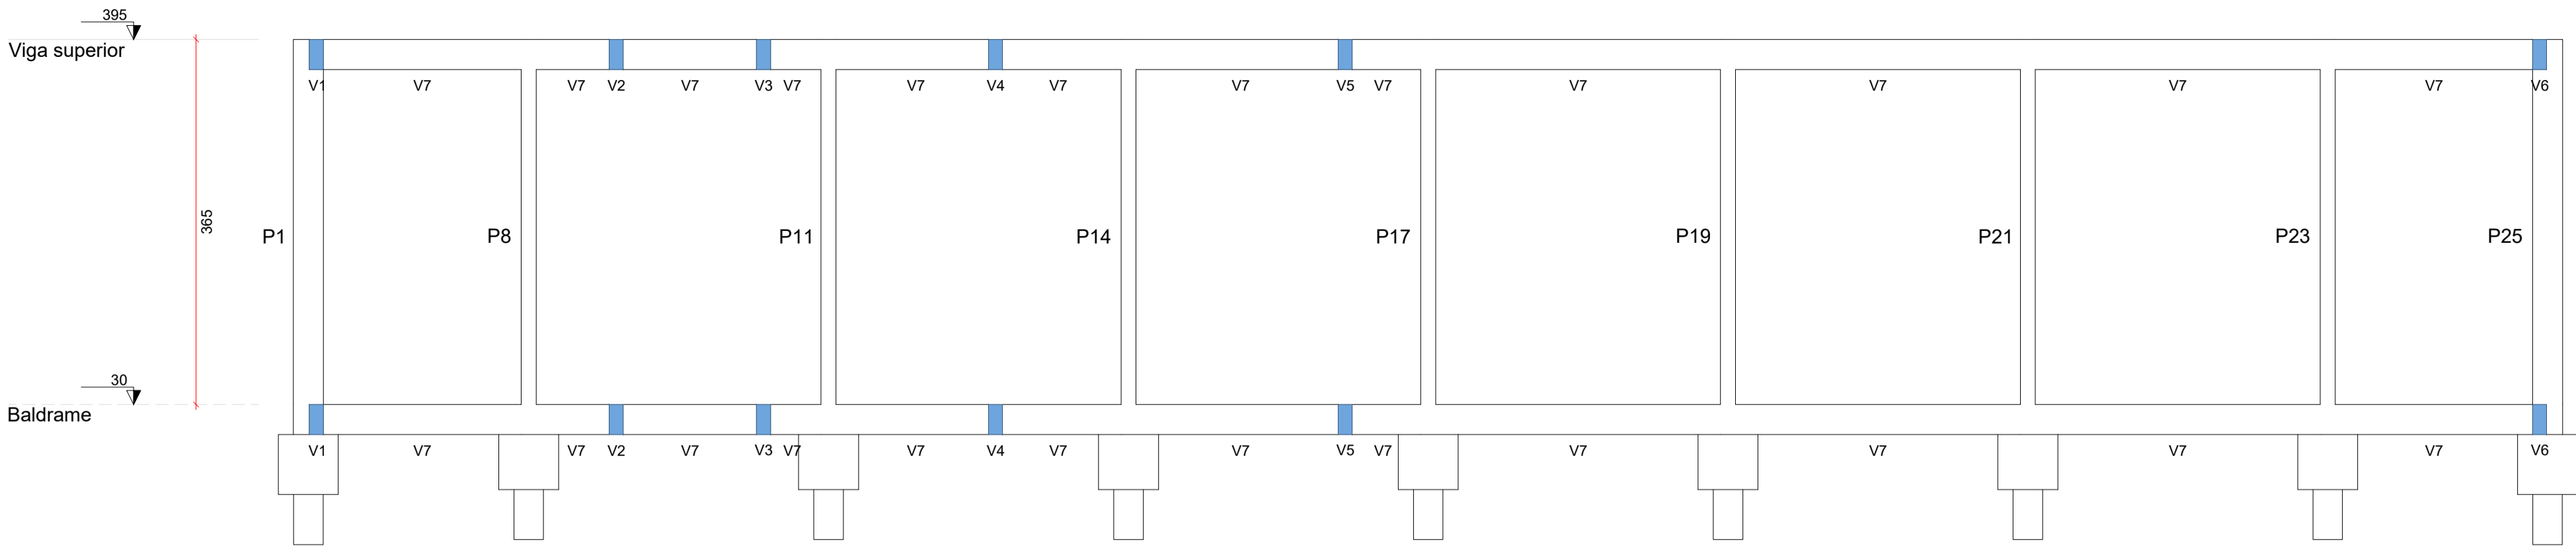 395
Viga superior
V1 V7 V7 V2 V7 V3 V7 V7 V4 V7 V7 V5 V7 V7 V7 V7 V7 V6
365
P1 P8 P11 P14 P17 P19 P21 P23 P25
30
Baldrame
V1 V7 V7 V2 V7 V3 V7 V7 V4 V7 V7 V5 V7 V7 V7 V7 V7 V6